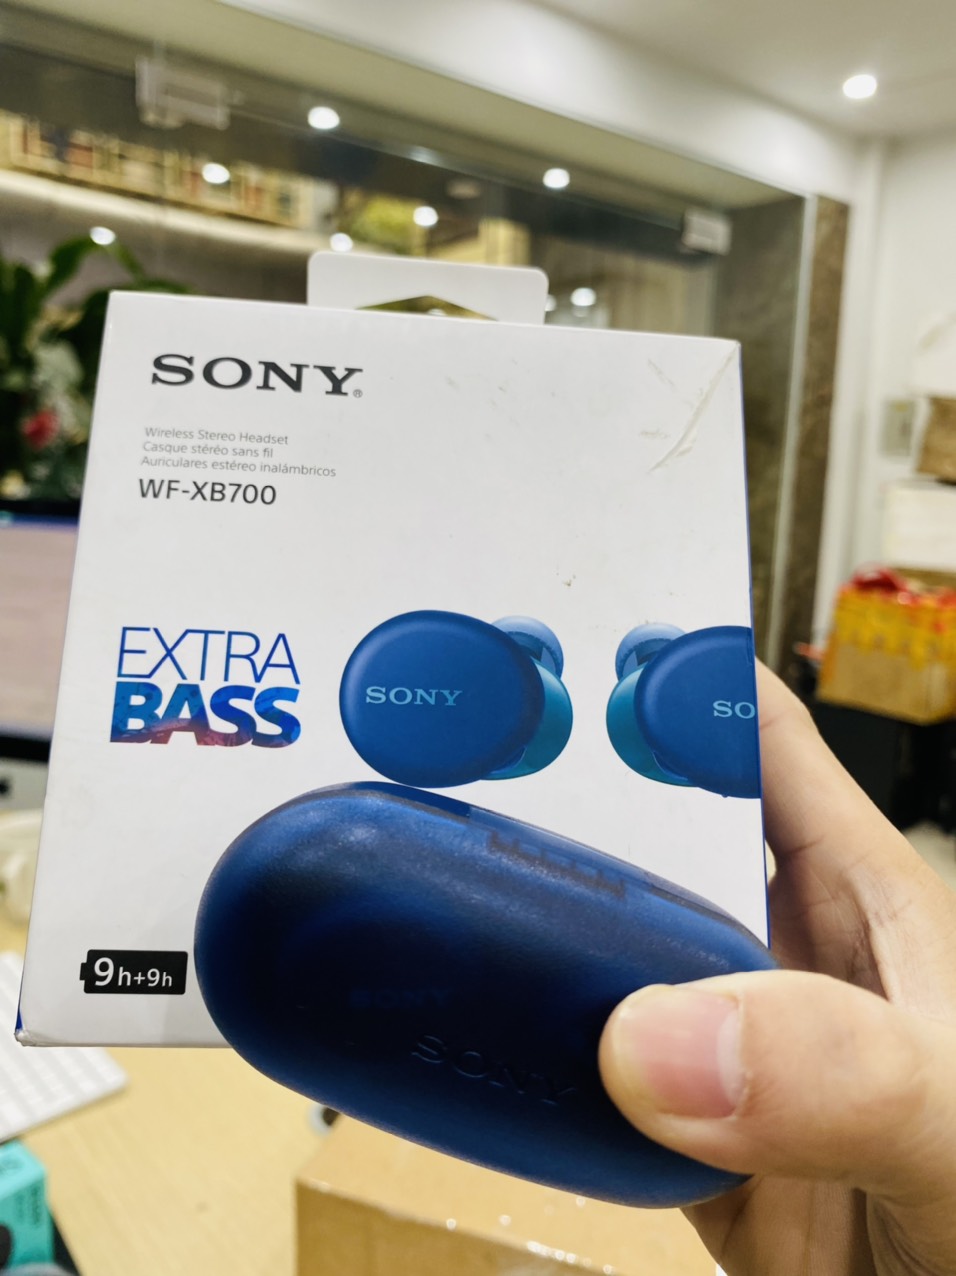 SONY®
Wireless Stereo Headset
Casque stéréo sans fil
Auriculares estéreo inalámbricos
WF-XB700
EXTRA
BASS
SONY
SO
9h+9h
SONY